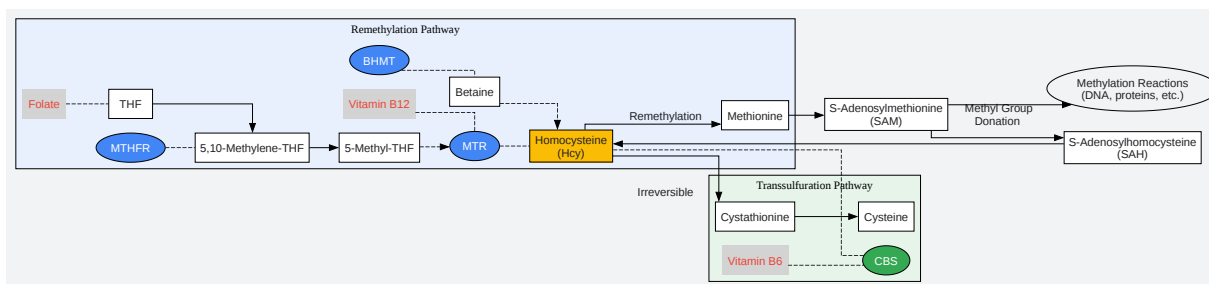 Remethylation Pathway
BHMT
Folate
THF
Vitamin B12
Betaine
Methylation Reactions
(DNA, proteins, etc.)
Remethylation
Methionine
S-Adenosylmethionine
(SAM)
Methyl Group
Donation
MTHFR
5,10-Methylene-THF
5-Methyl-THF
MTR
Homocysteine
(Hcy)
S-Adenosylhomocysteine
(SAH)
Irreversible
Transsulfuration Pathway
Cystathionine
Cysteine
Vitamin B6
CBS